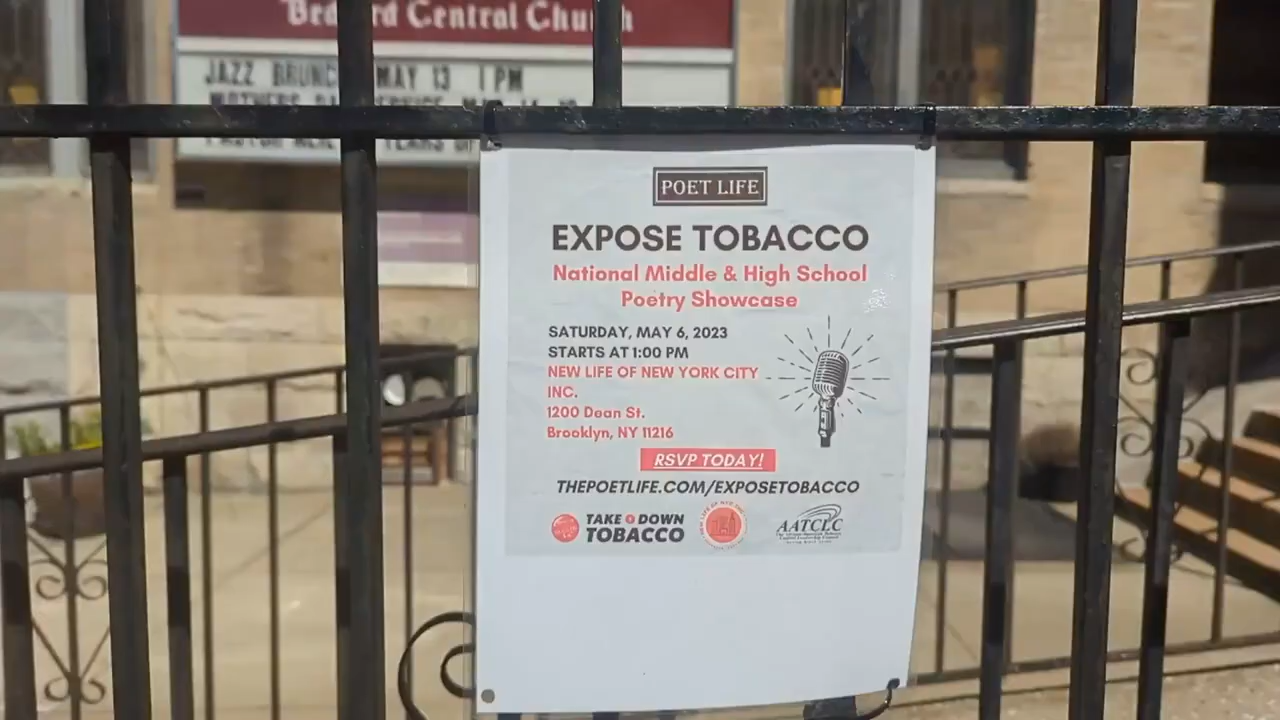 Bedford Central Church
JAZZ BRUNCH MAY 13 1 PM
POET LIFE
EXPOSE TOBACCO
National Middle & High School
Poetry Showcase
SATURDAY, MAY 6, 2023
STARTS AT 1:00 PM
NEW LIFE OF NEW YORK CITY
INC.
1200 Dean St.
Brooklyn, NY 11216
RSVP TODAY!
THEPOETLIFE.COM/EXPOSETOBACCO
TAKE DOWN
TOBACCO
AATCLC